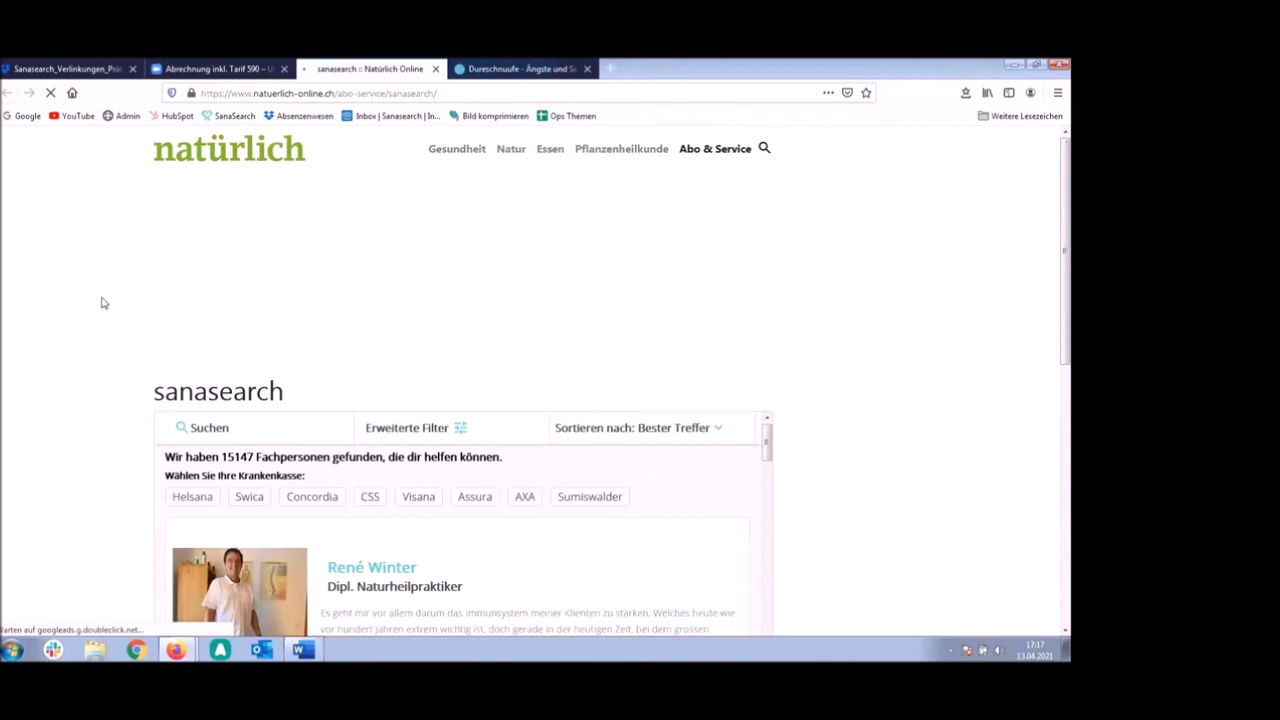 Sanasearch_Verlinkungen_Prä
Abrechnung inkl. Tarif 590 – U
sanasearch :: Natürlich Online
Dureschnuufe - Ängste und So
https://www.natuerlich-online.ch/abo-service/sanasearch/
Google YouTube Admin HubSpot SanaSearch Absenzenwesen Inbox | Sanasearch | In... Bild komprimieren Ops Themen Weitere Lesezeichen
natürlich
Gesundheit Natur Essen Pflanzenheilkunde Abo & Service
sanasearch
Suchen Erweiterte Filter Sortieren nach: Bester Treffer
Wir haben 15147 Fachpersonen gefunden, die dir helfen können.
Wählen Sie Ihre Krankenkasse:
Helsana Swica Concordia CSS Visana Assura AXA Sumiswalder
René Winter
Dipl. Naturheilpraktiker
Es geht mir vor allem darum das Immunsystem meiner Klienten zu stärken. Welches heute wie
vor hundert Jahren extrem wichtig ist, doch gerade in der heutigen Zeit, bei dem grossen
Warten auf googleads.g.doubleclick.net...
17:17
13.04.2021